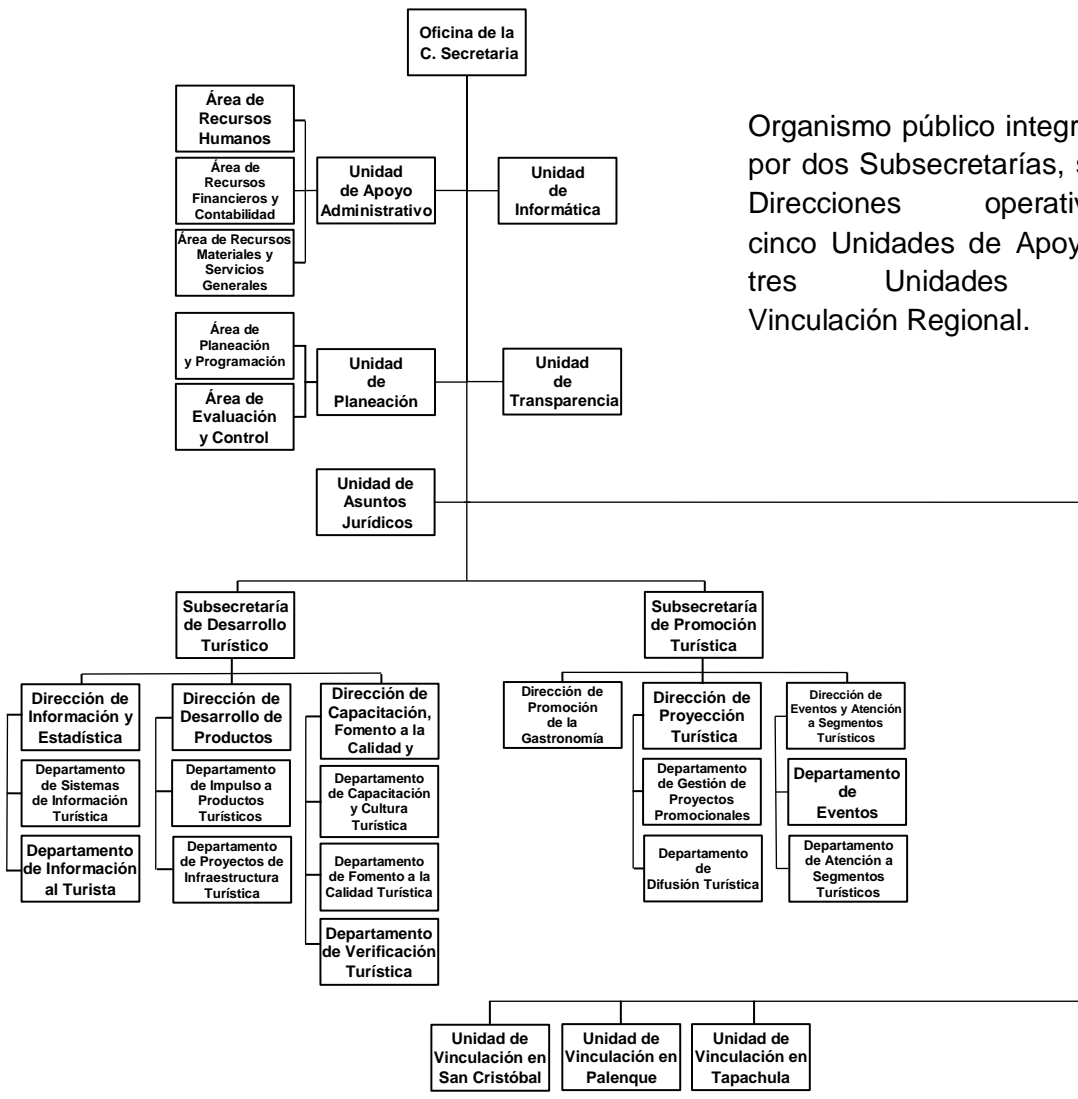 Oficina de la
C. Secretaria
Organismo público integr
por dos Subsecretarías, s
Direcciones operativ
cinco Unidades de Apoy
tres Unidades
Vinculación Regional.
Área de
Recursos
Humanos
Área de
Recursos
Financieros y
Contabilidad
Área de Recursos
Materiales y
Servicios
Generales
Unidad
de Apoyo
Administrativo
Unidad
de
Informática
Área de
Planeación
y Programación
Área de
Evaluación
y Control
Unidad
de
Planeación
Unidad
de
Transparencia
Unidad de
Asuntos
Jurídicos
Subsecretaría
de Desarrollo
Turístico
Subsecretaría
de Promoción
Turística
Dirección de
Información y
Estadística
Departamento
de Sistemas
de Información
Turística
Departamento
de Información
al Turista
Dirección de
Desarrollo de
Productos
Departamento
de Impulso a
Productos
Turísticos
Departamento
de Proyectos de
Infraestructura
Turística
Dirección de
Capacitación,
Fomento a la
Calidad y
Departamento
de Capacitación
y Cultura
Turística
Departamento
de Fomento a la
Calidad Turística
Departamento
de Verificación
Turística
Dirección de
Promoción
de la
Gastronomía
Dirección de
Proyección
Turística
Departamento
de Gestión de
Proyectos
Promocionales
Departamento
de
Difusión Turística
Dirección de
Eventos y Atención
a Segmentos
Turísticos
Departamento
de
Eventos
Departamento
de Atención a
Segmentos
Turísticos
Unidad de
Vinculación en
San Cristóbal
Unidad de
Vinculación en
Palenque
Unidad de
Vinculación en
Tapachula